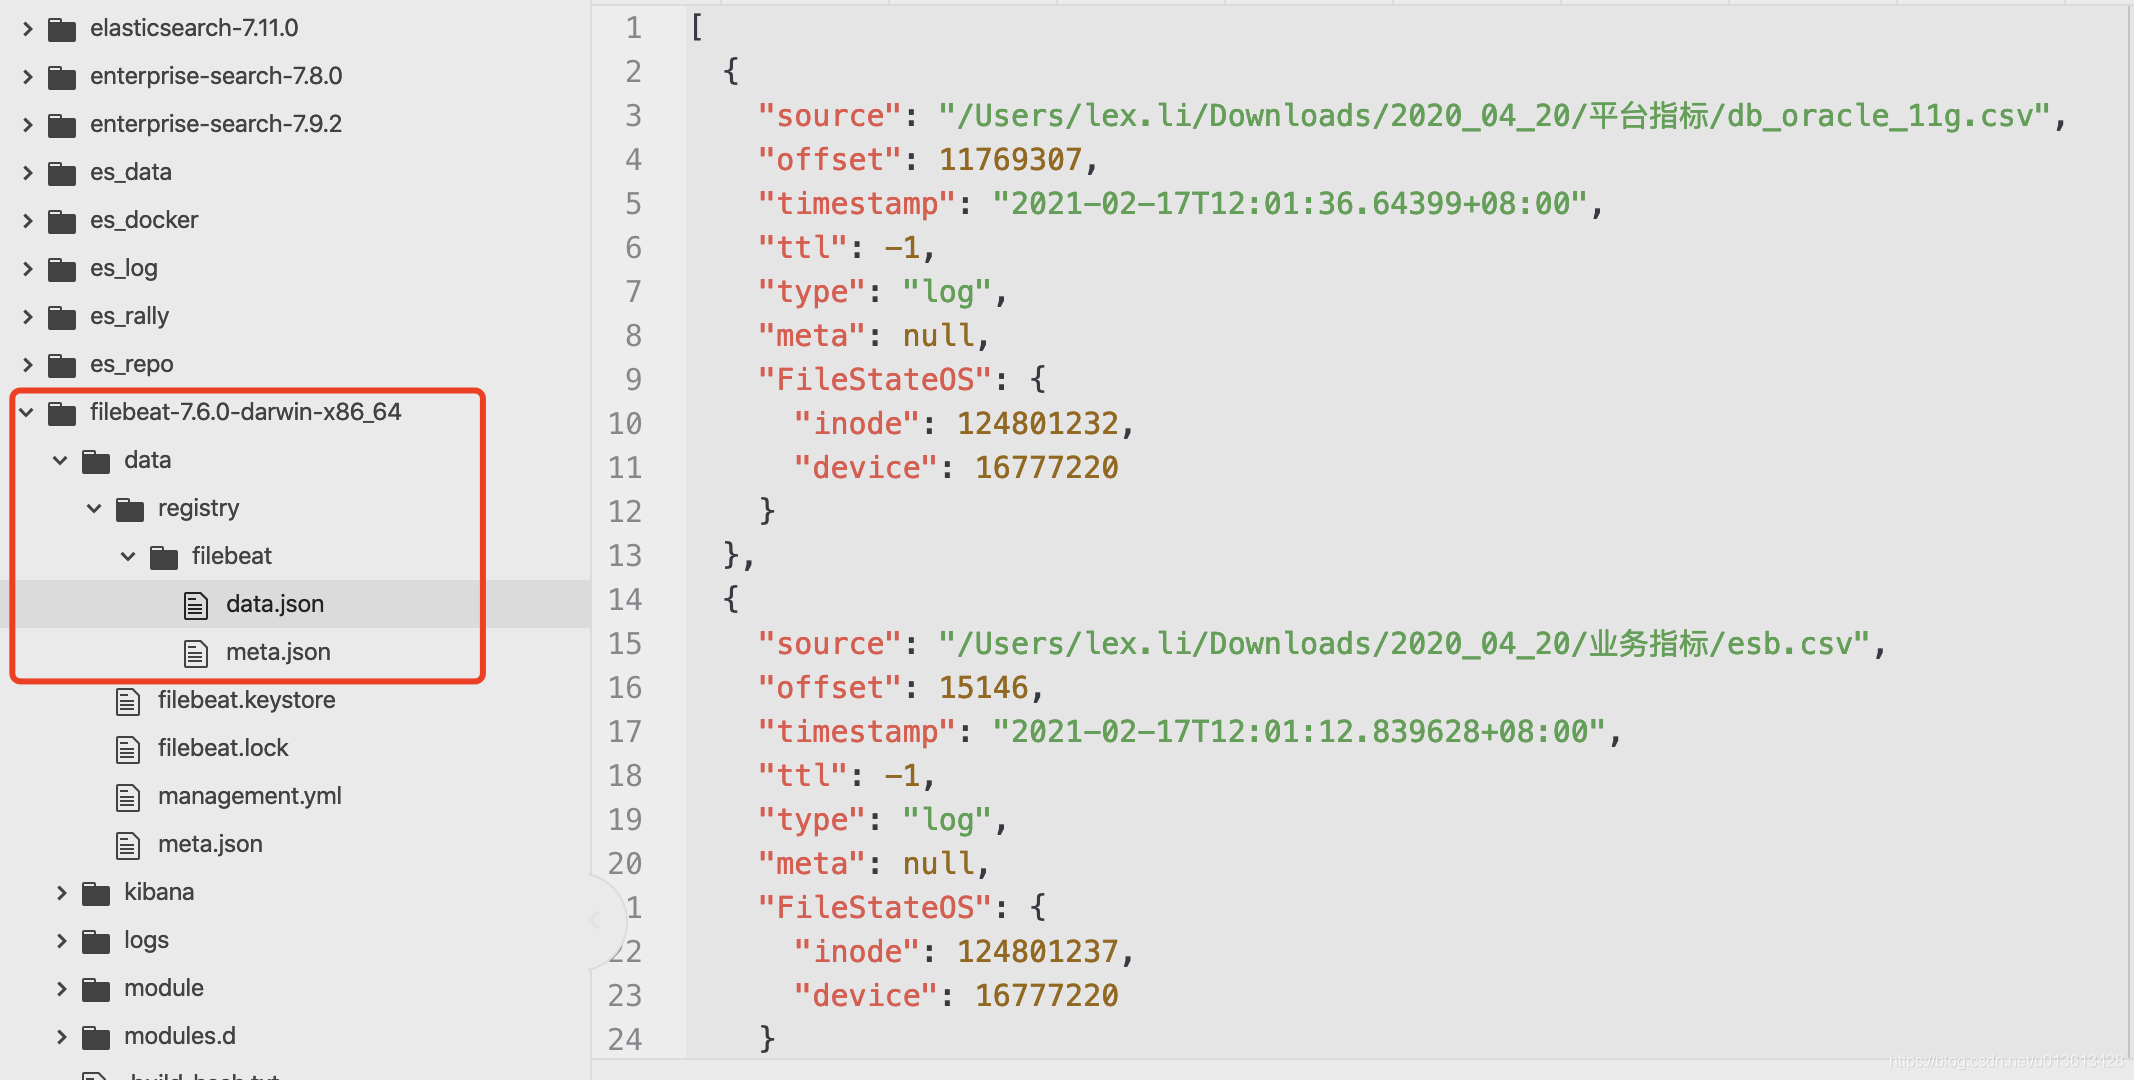 elasticsearch-7.11.0
enterprise-search-7.8.0
enterprise-search-7.9.2
es_data
es_docker
es_log
es_rally
es_repo
filebeat-7.6.0-darwin-x86_64
data
registry
filebeat
data.json
meta.json
filebeat.keystore
filebeat.lock
management.yml
meta.json
kibana
logs
module
modules.d
1 [
2 {
3 "source": "/Users/lex.li/Downloads/2020_04_20/平台指标/db_oracle_11g.csv",
4 "offset": 11769307,
5 "timestamp": "2021-02-17T12:01:36.64399+08:00",
6 "ttl": -1,
7 "type": "log",
8 "meta": null,
9 "FileStateOS": {
10 "inode": 124801232,
11 "device": 16777220
12 }
13 },
14 {
15 "source": "/Users/lex.li/Downloads/2020_04_20/业务指标/esb.csv",
16 "offset": 15146,
17 "timestamp": "2021-02-17T12:01:12.839628+08:00",
18 "ttl": -1,
19 "type": "log",
20 "meta": null,
1 "FileStateOS": {
22 "inode": 124801237,
23 "device": 16777220
24 }
https://blog.csdn.net/u013613428